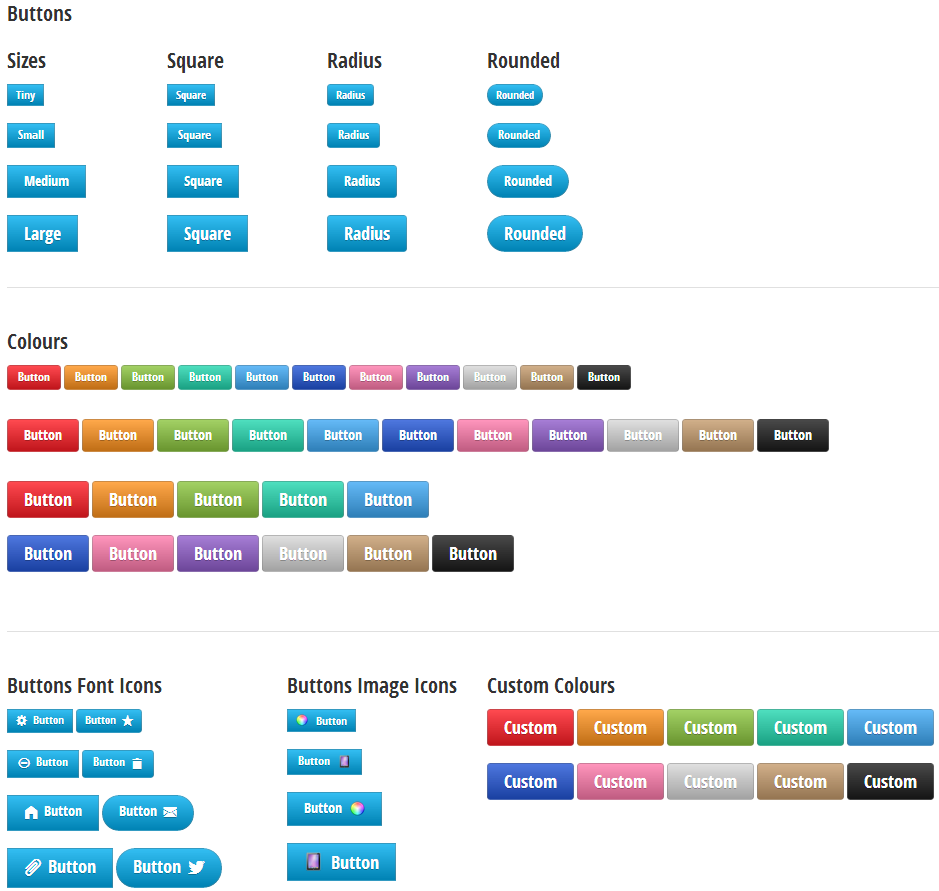 Buttons
Sizes Square Radius Rounded
Tiny Square Radius Rounded
Small Square Radius Rounded
Medium Square Radius Rounded
Large Square Radius Rounded
Colours
Button Button Button Button Button Button Button Button Button Button Button
Button Button Button Button Button Button Button Button Button Button Button
Button Button Button Button Button
Button Button Button Button Button Button
Buttons Font Icons Buttons Image Icons Custom Colours
Button Button Button Custom Custom Custom Custom Custom
Button Button Button Custom Custom Custom Custom Custom
Button Button Button
Button Button Button